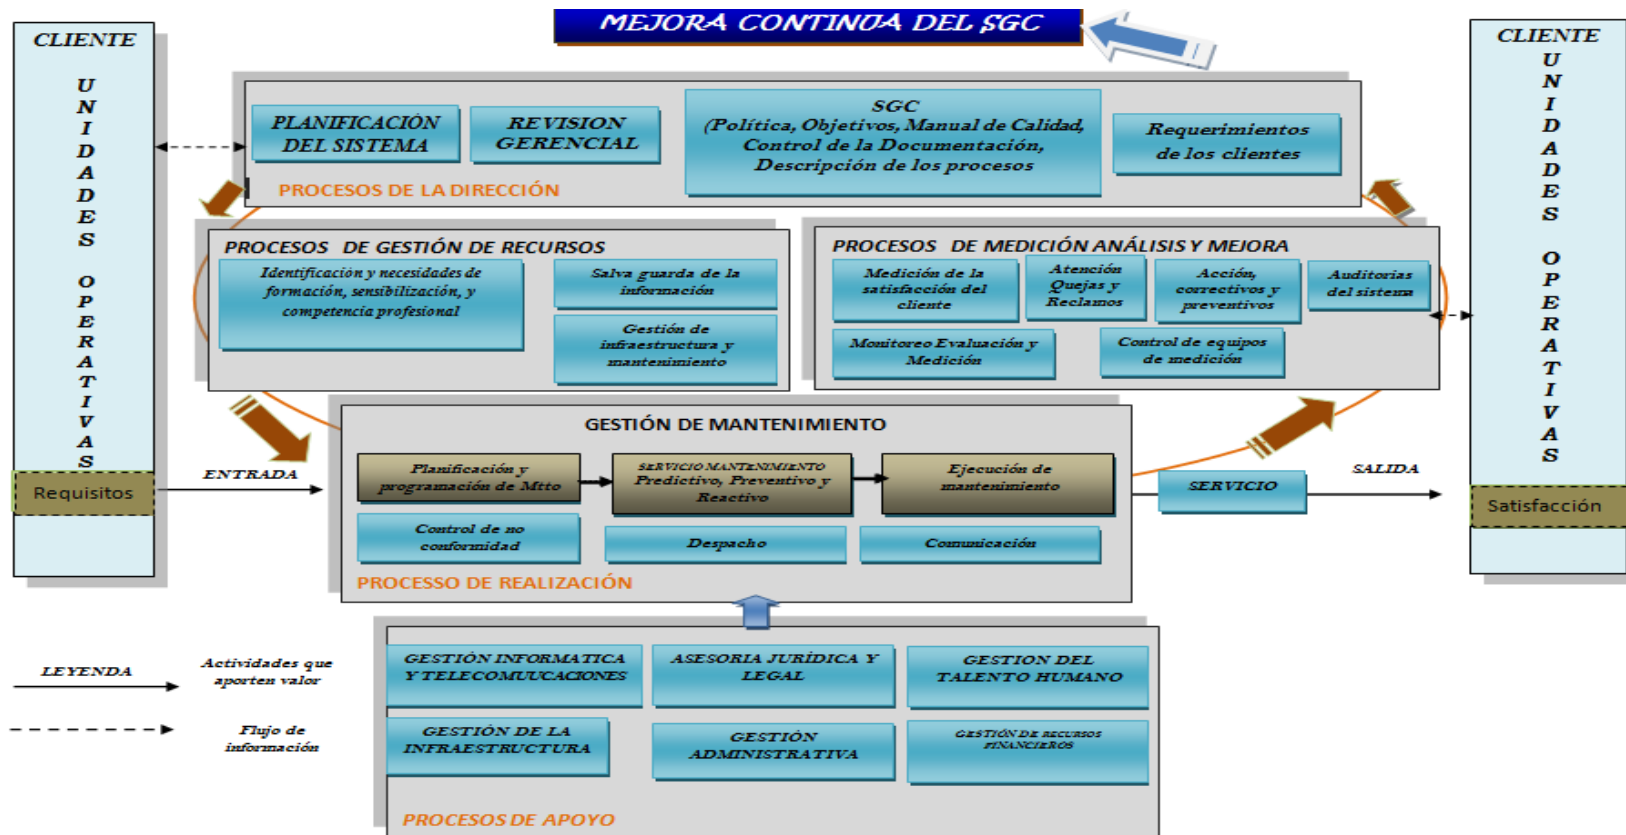 MEJORA CONTINUA DEL SGC
CLIENTE
UNIDADES OPERATIVAS
Requisitos
PLANIFICACIÓN
DEL SISTEMA
REVISION
GERENCIAL
SGC
(Política, Objetivos, Manual de Calidad,
Control de la Documentación,
Descripción de los procesos
Requerimientos
de los clientes
PROCESOS DE LA DIRECCIÓN
PROCESOS DE GESTIÓN DE RECURSOS
Identificación y necesidades de
formación, sensibilización, y
competencia profesional
Salva guarda de la
información
Gestión de
infraestructura y
mantenimiento
PROCESOS DE MEDICIÓN ANÁLISIS Y MEJORA
Medición de la
satisfacción del
cliente
Atención
Quejas y
Reclamos
Acción,
correctivos y
preventivos
Auditorias
del sistema
Monitoreo Evaluación y
Medición
Control de equipos
de medición
ENTRADA
GESTIÓN DE MANTENIMIENTO
Planificación y
programación de Mtto
SERVICIO MANTENIMIENTO
Predictivo, Preventivo y
Reactivo
Ejecución de
mantenimiento
Control de no
conformidad
Despacho
Comunicación
PROCESSO DE REALIZACIÓN
SERVICIO
SALIDA
CLIENTE
UNIDADES OPERATIVAS
Satisfacción
LEYENDA
Actividades que
aporten valor
Flujo de
información
GESTIÓN INFORMATICA
Y TELECOMUUCACIONES
ASESORIA JURÍDICA Y
LEGAL
GESTION DEL
TALENTO HUMANO
GESTIÓN DE LA
INFRAESTRUCTURA
GESTIÓN
ADMINISTRATIVA
GESTIÓN DE RECURSOS
FINANCIEROS
PROCESOS DE APOYO